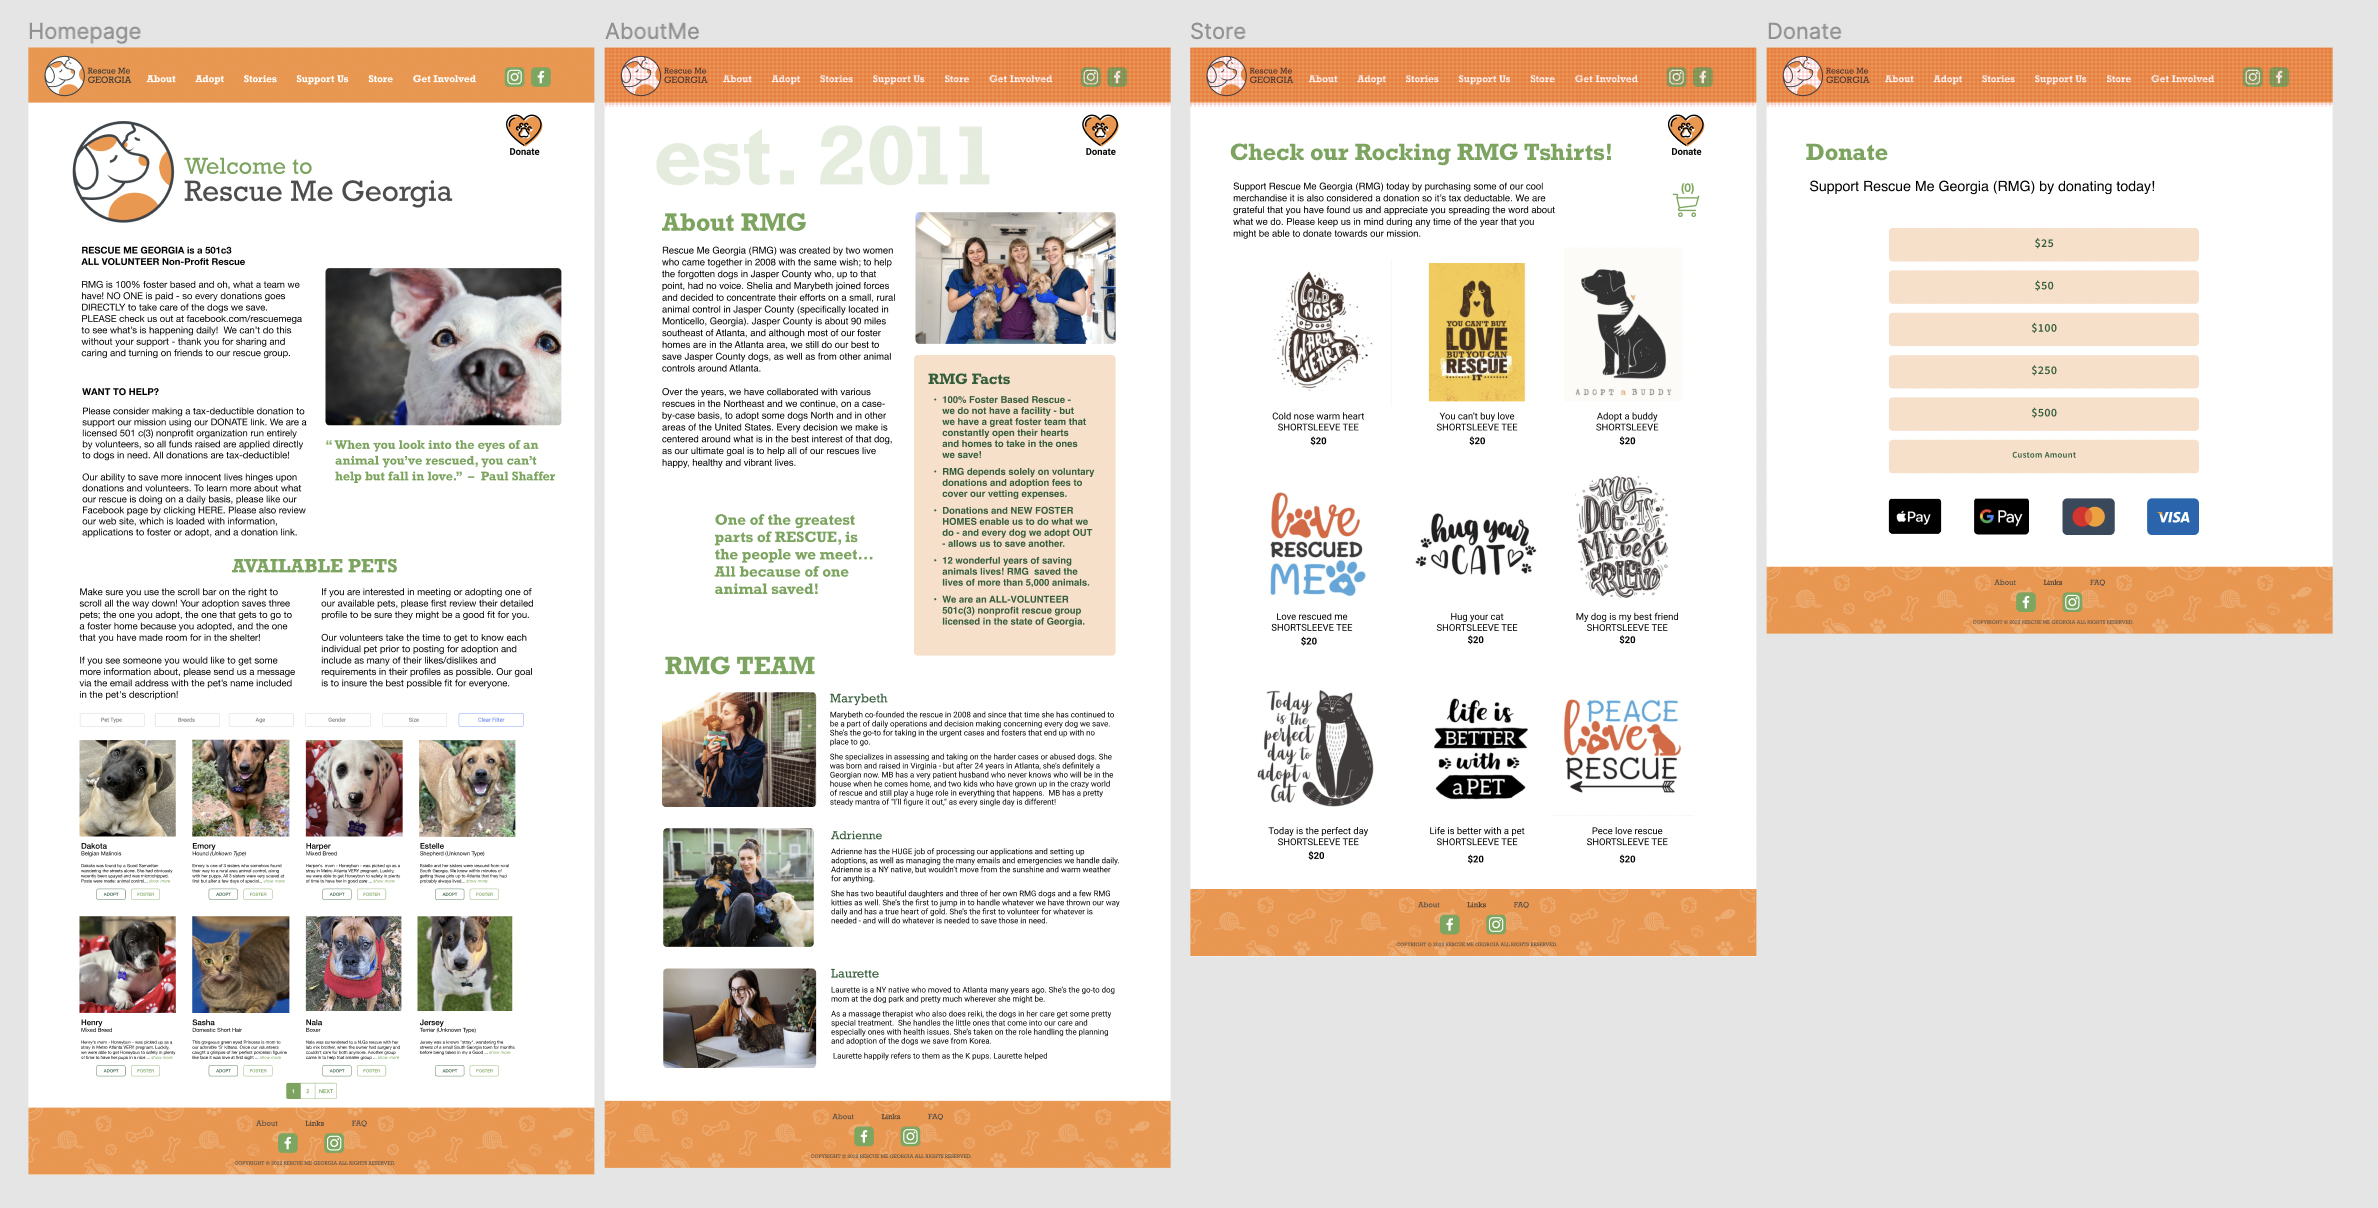 Homepage
Rescue Me
GEORGIA
About Adopt Stories Support Us Store Get Involved
Donate
Welcome to
Rescue Me Georgia
RESCUE ME GEORGIA is a 501c3
ALL VOLUNTEER Non-Profit Rescue
RMG is 100% foster based and oh, what a team we
have! NO ONE is paid - so every donations goes
DIRECTLY to take care of the dogs we save.
PLEASE check us out at facebook.com/rescuemega
to see what's is happening daily! We can't do this
without your support - thank you for sharing and
caring and turning on friends to our rescue group.
WANT TO HELP?
Please consider making a tax-deductible donation to
support our mission using our DONATE link. We are a
licensed 501 c(3) nonprofit organization run entirely
by volunteers, so all funds raised are applied directly
to dogs in need. All donations are tax-deductible!
Our ability to save more innocent lives hinges upon
donations and volunteers. To learn more about what
our rescue is doing on a daily basis, please like our
Facebook page by clicking HERE. Please also review
our web site, which is loaded with information,
applications to foster or adopt, and a donation link.
“ When you look into the eyes of an
animal you’ve rescued, you can’t
help but fall in love.” – Paul Shaffer
AVAILABLE PETS
Make sure you use the scroll bar on the right to
scroll all the way down! Your adoption saves three
pets; the one you adopt, the one that gets to go to
a foster home because you adopted, and the one
that you have made room for in the shelter!
If you see someone you would like to get some
more information about, please send us a message
via the email address with the pet's name included
in the pet's description!
If you are interested in meeting or adopting one of
our available pets, please first review their detailed
profile to be sure they might be a good fit for you.
Our volunteers take the time to get to know each
individual pet prior to posting for adoption and
include as many of their likes/dislikes and
requirements in their profiles as possible. Our goal
is to insure the best possible fit for everyone.
Pet Type Breeds Age Gender Size Clear Filter
Dakota
Belgian Malinois
ADOPT FOSTER
Emory
Hound (Unkown Type)
ADOPT FOSTER
Harper
Mixed Breed
ADOPT FOSTER
Estelle
Shepherd (Unknown Type)
ADOPT FOSTER
Henry
Mixed Breed
ADOPT FOSTER
Sasha
Domestic Short Hair
ADOPT FOSTER
Nala
Boxer
ADOPT FOSTER
Jersey
Terrier (Unknown Type)
ADOPT FOSTER
1 2 NEXT
About Links FAQ
COPYRIGHT © 2022 RESCUE ME GEORGIA ALL RIGHTS RESERVED.
AboutMe
Rescue Me
GEORGIA
About Adopt Stories Support Us Store Get Involved
Donate
est. 2011
About RMG
Rescue Me Georgia (RMG) was created by two women
who came together in 2008 with the same wish; to help
the forgotten dogs in Jasper County who, up to that
point, had no voice. Shelia and Marybeth joined forces
and decided to concentrate their efforts on a small, rural
animal control in Jasper County (specifically located in
Monticello, Georgia). Jasper County is about 90 miles
southeast of Atlanta, and although most of our foster
homes are in the Atlanta area, we still do our best to
save Jasper County dogs, as well as from other animal
controls around Atlanta.
Over the years, we have collaborated with various
rescues in the Northeast and we continue, on a case-
by-case basis, to adopt some dogs North and in other
areas of the United States. Every decision we make is
centered around what is in the best interest of that dog,
as our ultimate goal is to help all of our rescues live
happy, healthy and vibrant lives.
One of the greatest
parts of RESCUE, is
the people we meet…
All because of one
animal saved!
RMG Facts
• 100% Foster Based Rescue -
we do not have a facility - but
we have a great foster team that
constantly open their hearts
and homes to take in the ones
we save!
• RMG depends solely on voluntary
donations and adoption fees to
cover our vetting expenses.
• Donations and NEW FOSTER
HOMES enable us to do what we
do - and every dog we adopt OUT
- allows us to save another.
• 12 wonderful years of saving
animals lives! RMG saved the
lives of more than 5,000 animals.
• We are an ALL-VOLUNTEER
501c(3) nonprofit rescue group
licensed in the state of Georgia.
RMG TEAM
Marybeth
Marybeth co-founded the rescue in 2008 and since that time she has continued to
be a part of daily operations and decision making concerning every dog we save.
She's the go-to for taking in the urgent cases and fosters that end up with no
place to go.
She specializes in assessing and taking on the harder cases or abused dogs. She
was born and raised in Virginia - but after 24 years in Atlanta, she's definitely a
Georgian now. MB has a very patient husband who never knows who will be in the
house when he comes home, and two kids who have grown up in the crazy world
of rescue and still play a huge role in everything that happens. MB has a pretty
steady mantra of "I'll figure it out," as every single day is different!
Adrienne
Adrienne has the HUGE job of processing our applications and setting up
adoptions, as well as managing the many emails and emergencies we handle daily.
Adrienne is a NY native, but wouldn't move from the sunshine and warm weather
for anything.
She has two beautiful daughters and three of her own RMG dogs and a few RMG
kitties as well. She's the first to jump in to handle whatever we have thrown our way
daily and has a true heart of gold. She's the first to volunteer for whatever is
needed - and will do whatever is needed to save those in need.
Laurette
Laurette is a NY native who moved to Atlanta many years ago. She's the go-to dog
mom at the dog park and pretty much wherever she might be.
As a massage therapist who also does reiki, the dogs in her care get some pretty
special treatment. She handles the little ones that come into our care and
especially ones with health issues. She's taken on the role handling the planning
and adoption of the dogs we save from Korea.
Laurette happily refers to them as the K pups. Laurette helped
About Links FAQ
COPYRIGHT © 2022 RESCUE ME GEORGIA ALL RIGHTS RESERVED.
Store
Rescue Me
GEORGIA
About Adopt Stories Support Us Store Get Involved
Donate
Check our Rocking RMG Tshirts!
Support Rescue Me Georgia (RMG) today by purchasing some of our cool
merchandise it is also considered a donation so it's tax deductable. We are
grateful that you have found us and appreciate you spreading the word about
what we do. Please keep us in mind during any time of the year that you
might be able to donate towards our mission.
(0)
COLD
NOSE
WARM
HEART
Cold nose warm heart
SHORTSLEEVE TEE
$20
YOU CAN'T BUY
LOVE
BUT YOU CAN
RESCUE
IT
You can't buy love
SHORTSLEEVE TEE
$20
ADOPT a BUDDY
Adopt a buddy
SHORTSLEEVE
$20
love
RESCUED
ME
Love rescued me
SHORTSLEEVE TEE
$20
hug your
CAT
Hug your cat
SHORTSLEEVE TEE
$20
My
DOG IS
My Best
FRIEND
My dog is my best friend
SHORTSLEEVE TEE
$20
Today
is the
perfect
day to
adopt a
Cat
Today is the perfect day
SHORTSLEEVE TEE
$20
life is
BETTER
with
a PET
Life is better with a pet
SHORTSLEEVE TEE
$20
PEACE
love
RESCUE
Pece love rescue
SHORTSLEEVE TEE
$20
About Links FAQ
COPYRIGHT © 2022 RESCUE ME GEORGIA ALL RIGHTS RESERVED.
Donate
Rescue Me
GEORGIA
About Adopt Stories Support Us Store Get Involved
Donate
Support Rescue Me Georgia (RMG) by donating today!
$25
$50
$100
$250
$500
Custom Amount
Pay G Pay VISA
About Links FAQ
COPYRIGHT © 2022 RESCUE ME GEORGIA ALL RIGHTS RESERVED.